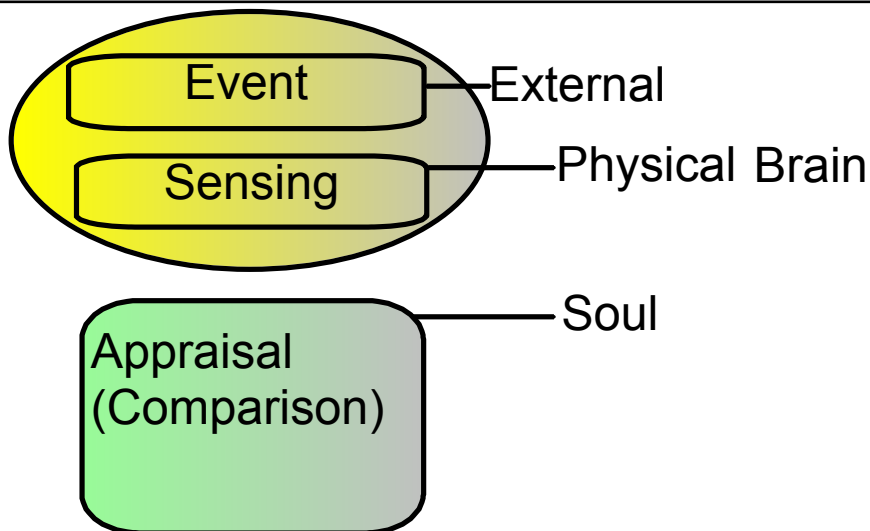 Event
External
Sensing
Physical Brain
Soul
Appraisal
(Comparison)